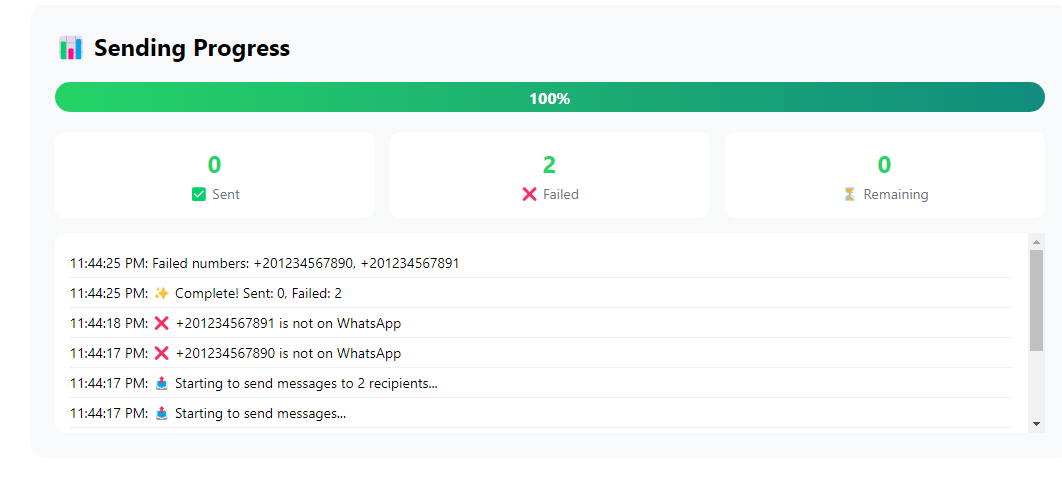 📊 Sending Progress
100%
0
✅ Sent
2
❌ Failed
0
⏳ Remaining
11:44:25 PM: Failed numbers: +201234567890, +201234567891
11:44:25 PM: ✨ Complete! Sent: 0, Failed: 2
11:44:18 PM: ❌ +201234567891 is not on WhatsApp
11:44:17 PM: ❌ +201234567890 is not on WhatsApp
11:44:17 PM: 📤 Starting to send messages to 2 recipients...
11:44:17 PM: 📤 Starting to send messages...